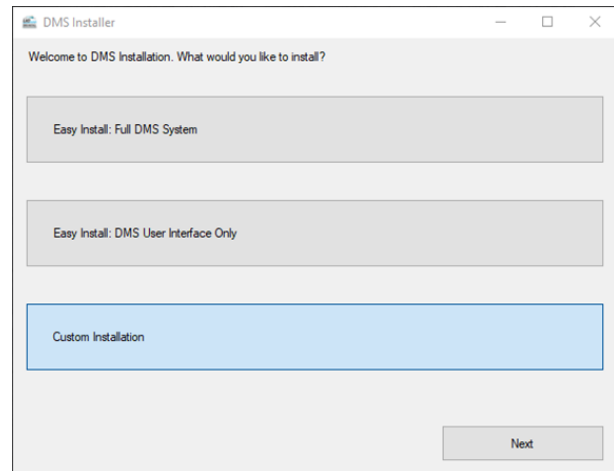 DMS Installer
Welcome to DMS Installation. What would you like to install?
Easy Install: Full DMS System
Easy Install: DMS User Interface Only
Custom Installation
Next